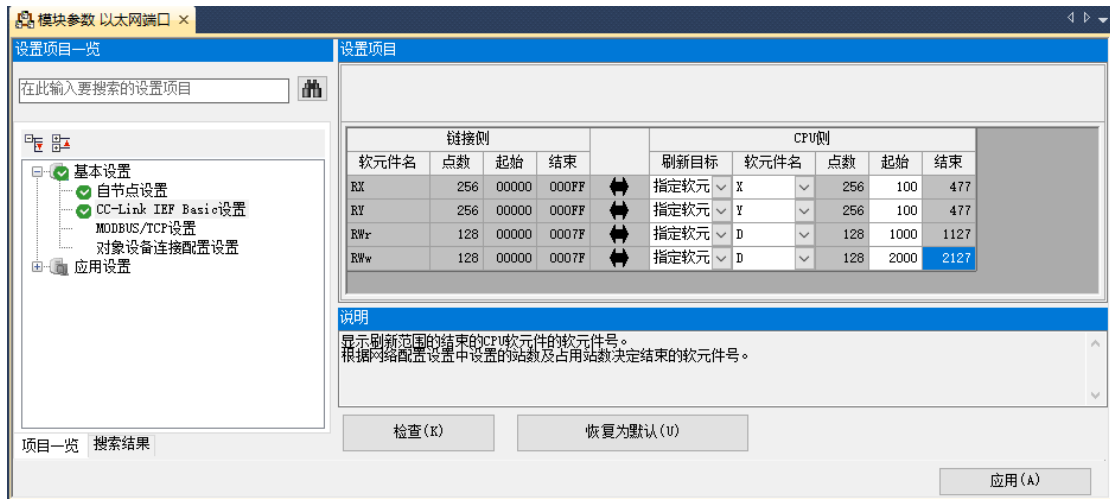 模块参数 以太网端口 ×
设置项目一览
在此输入要搜索的设置项目
基本设置
自节点设置
CC-Link IEF Basic设置
MODBUS/TCP设置
对象设备连接配置设置
应用设置
项目一览 搜索结果
设置项目
链接侧 CPU侧
软元件名 点数 起始 结束 刷新目标 软元件名 点数 起始 结束
RX 256 00000 000FF 指定软元 X 256 100 477
RY 256 00000 000FF 指定软元 Y 256 100 477
RWr 128 00000 0007F 指定软元 D 128 1000 1127
RWw 128 00000 0007F 指定软元 D 128 2000 2127
说明
显示刷新范围的结束的CPU软元件的软元件号。
根据网络配置设置中设置的站数及占用站数决定结束的软元件号。
检查(K) 恢复为默认(U)
应用(A)